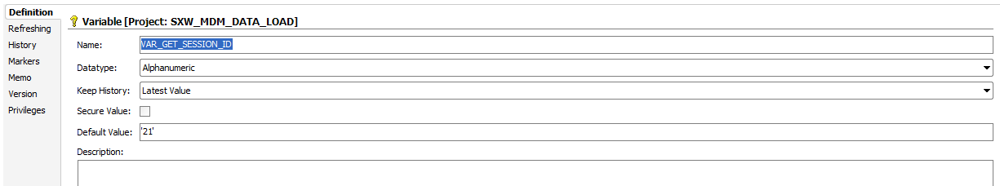 Definition
Refreshing
History
Markers
Memo
Version
Privileges
Variable [Project: SXW_MDM_DATA_LOAD]
Name: VAR_GET_SESSION_ID
Datatype: Alphanumeric
Keep History: Latest Value
Secure Value:
Default Value: '21'
Description: